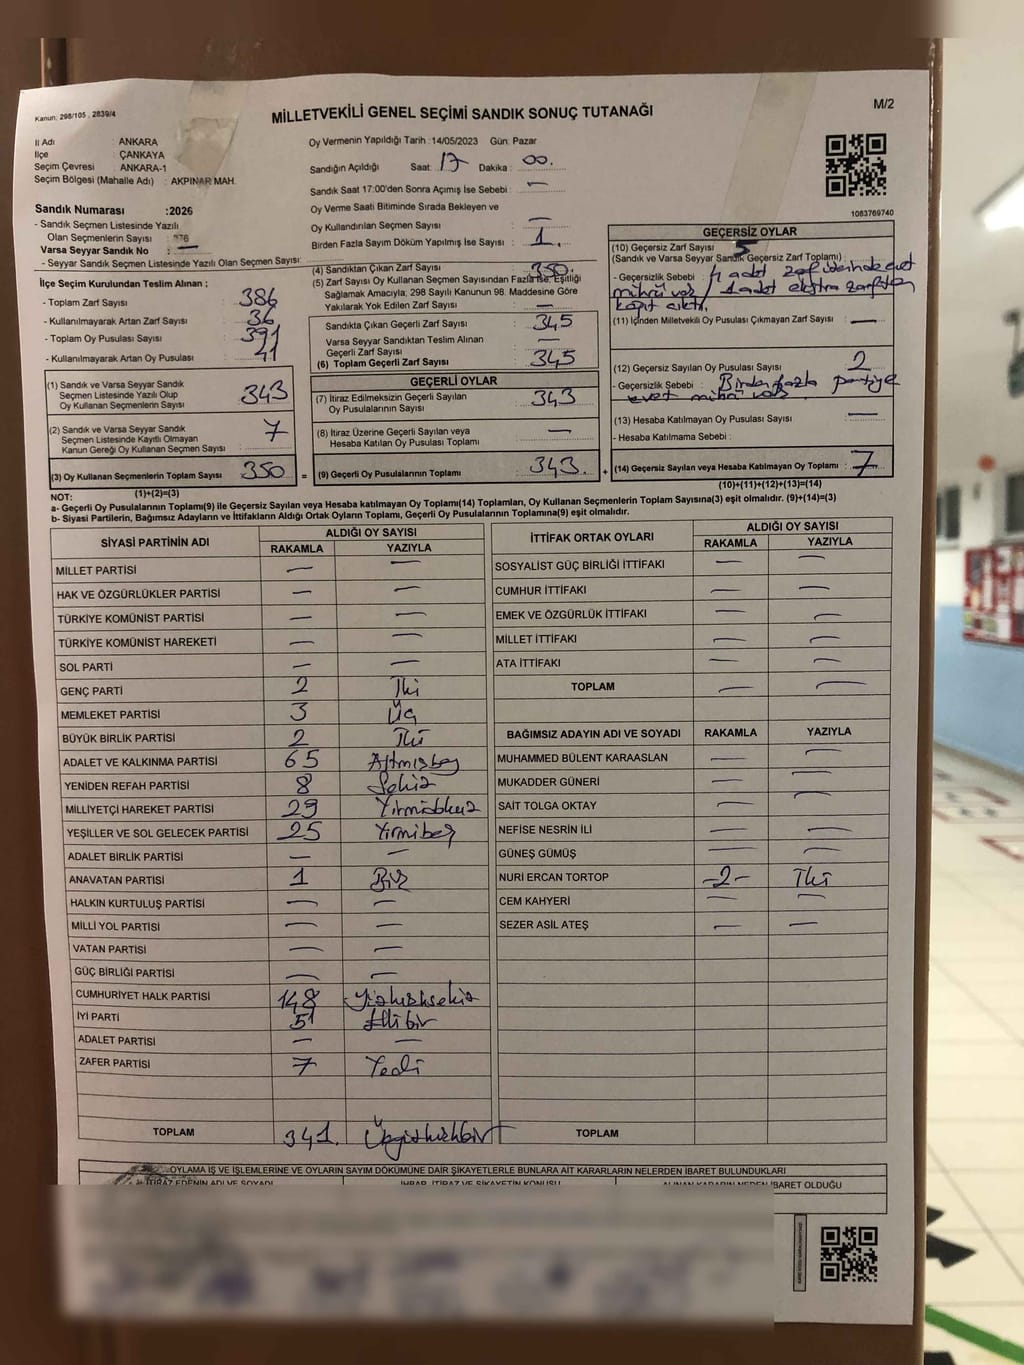 Kanun: 298/105 , 2839/4
MİLLETVEKİLİ GENEL SEÇİMİ SANDIK SONUÇ TUTANAĞI
M/2
İl Adı : ANKARA
İlçe : ÇANKAYA
Seçim Çevresi : ANKARA-1
Seçim Bölgesi (Mahalle Adı) : AKPINAR MAH.
Sandık Numarası :2026
- Sandık Seçmen Listesinde Yazılı
Olan Seçmenlerin Sayısı :
Varsa Seyyar Sandık No : —
- Seyyar Sandık Seçmen Listesinde Yazılı Olan Seçmen Sayısı:
Oy Vermenin Yapıldığı Tarih :14/05/2023 Gün: Pazar
Sandığın Açıldığı Saat: 17 Dakika : 00.
Sandık Saat 17:00'den Sonra Açımış İse Sebebi : —
Oy Verme Saati Bitiminde Sırada Bekleyen ve
Oy Kullandırılan Seçmen Sayısı : —
Birden Fazla Sayım Döküm Yapılmış İse Sayısı : 1.
1083769740
İlçe Seçim Kurulundan Teslim Alınan ;
- Toplam Zarf Sayısı : 386
- Kullanılmayarak Artan Zarf Sayısı : 36
- Toplam Oy Pusulası Sayısı : 391
- Kullanılmayarak Artan Oy Pusulası : 41
(1) Sandık ve Varsa Seyyar Sandık
Seçmen Listesinde Yazılı Olup
Oy Kullanan Seçmenlerin Sayısı : 343
(2) Sandık ve Varsa Seyyar Sandık
Seçmen Listesinde Kayıtlı Olmayan
Kanun Gereği Oy Kullanan Seçmen Sayısı : 7
(3) Oy Kullanan Seçmenlerin Toplam Sayısı : 350
(1)+(2)=(3)
(4) Sandıktan Çıkan Zarf Sayısı : 350.
(5) Zarf Sayısı Oy Kullanan Seçmen Sayısından Fazla İse, Eşitliği
Sağlamak Amacıyla, 298 Sayılı Kanunun 98. Maddesine Göre
Yakılarak Yok Edilen Zarf Sayısı : —
Sandıkta Çıkan Geçerli Zarf Sayısı : 345
Varsa Seyyar Sandıktan Teslim Alınan
Geçerli Zarf Sayısı : —
(6) Toplam Geçerli Zarf Sayısı : 345
GEÇERLİ OYLAR
(7) İtiraz Edilmeksizin Geçerli Sayılan
Oy Pusulalarının Sayısı : 343
(8) İtiraz Üzerine Geçerli Sayılan veya
Hesaba Katılan Oy Pusulası Toplamı : —
= (9) Geçerli Oy Pusulalarının Toplamı : 343. +
GEÇERSİZ OYLAR
(10) Geçersiz Zarf Sayısı : 5
(Sandık ve Varsa Seyyar Sandık Geçersiz Zarf Toplamı)
- Geçersizlik Sebebi : 4 adet zarf üzerinde evet
mührü var / 1 adet ekstra zarftan
kağıt çıktı.
(11) İçinden Milletvekili Oy Pusulası Çıkmayan Zarf Sayısı : —
(12) Geçersiz Sayılan Oy Pusulası Sayısı : 2
- Geçersizlik Sebebi : Birden fazla partiye
evet mührü var.
(13) Hesaba Katılmayan Oy Pusulası Sayısı : —
- Hesaba Katılmama Sebebi :
(14) Geçersiz Sayılan veya Hesaba Katılmayan Oy Toplamı : 7
(10)+(11)+(12)+(13)=(14)
NOT:
a- Geçerli Oy Pusulalarının Toplamı(9) ile Geçersiz Sayılan veya Hesaba katılmayan Oy Toplamı(14) Toplamları, Oy Kullanan Seçmenlerin Toplam Sayısına(3) eşit olmalıdır. (9)+(14)=(3)
b- Siyasi Partilerin, Bağımsız Adayların ve İttifakların Aldığı Ortak Oyların Toplamı, Geçerli Oy Pusulalarının Toplamına(9) eşit olmalıdır.
SİYASİ PARTİNİN ADI ALDIĞI OY SAYISI
RAKAMLA YAZIYLA
MİLLET PARTİSİ — —
HAK VE ÖZGÜRLÜKLER PARTİSİ — —
TÜRKİYE KOMÜNİST PARTİSİ — —
TÜRKİYE KOMÜNİST HAREKETİ — —
SOL PARTİ — —
GENÇ PARTİ 2 İki
MEMLEKET PARTİSİ 3 Üç
BÜYÜK BİRLİK PARTİSİ 2 İki
ADALET VE KALKINMA PARTİSİ 65 Altmışbeş
YENİDEN REFAH PARTİSİ 8 Sekiz
MİLLİYETÇİ HAREKET PARTİSİ 29 Yirmidokuz
YEŞİLLER VE SOL GELECEK PARTİSİ 25 Yirmibeş
ADALET BİRLİK PARTİSİ — —
ANAVATAN PARTİSİ 1 Bir
HALKIN KURTULUŞ PARTİSİ — —
MİLLİ YOL PARTİSİ — —
VATAN PARTİSİ — —
GÜÇ BİRLİĞİ PARTİSİ — —
CUMHURİYET HALK PARTİSİ 148 Yüzkırksekiz
İYİ PARTİ 51 Ellibir
ADALET PARTİSİ — —
ZAFER PARTİSİ 7 Yedi
TOPLAM 341. Üçyüzkırkbir
İTTİFAK ORTAK OYLARI ALDIĞI OY SAYISI
RAKAMLA YAZIYLA
SOSYALİST GÜÇ BİRLİĞİ İTTİFAKI — —
CUMHUR İTTİFAKI — —
EMEK VE ÖZGÜRLÜK İTTİFAKI — —
MİLLET İTTİFAKI — —
ATA İTTİFAKI — —
TOPLAM — —
BAĞIMSIZ ADAYIN ADI VE SOYADI RAKAMLA YAZIYLA
MUHAMMED BÜLENT KARAASLAN — —
MUKADDER GÜNERİ — —
SAİT TOLGA OKTAY — —
NEFİSE NESRİN İLİ — —
GÜNEŞ GÜMÜŞ — —
NURİ ERCAN TORTOP -2- İki
CEM KAHYERİ — —
SEZER ASIL ATEŞ — —
TOPLAM
OYLAMA İŞ VE İŞLEMLERİNE VE OYLARIN SAYIM DÖKÜMÜNE DAİR ŞİKAYETLERLE BUNLARA AİT KARARLARIN NELERDEN İBARET BULUNDUKLARI
İTİRAZ EDENİN ADI VE SOYADI İHBAR, İTİRAZ VE ŞİKAYETİN KONUSU ALINAN KARARIN NEDEN İBARET OLDUĞU